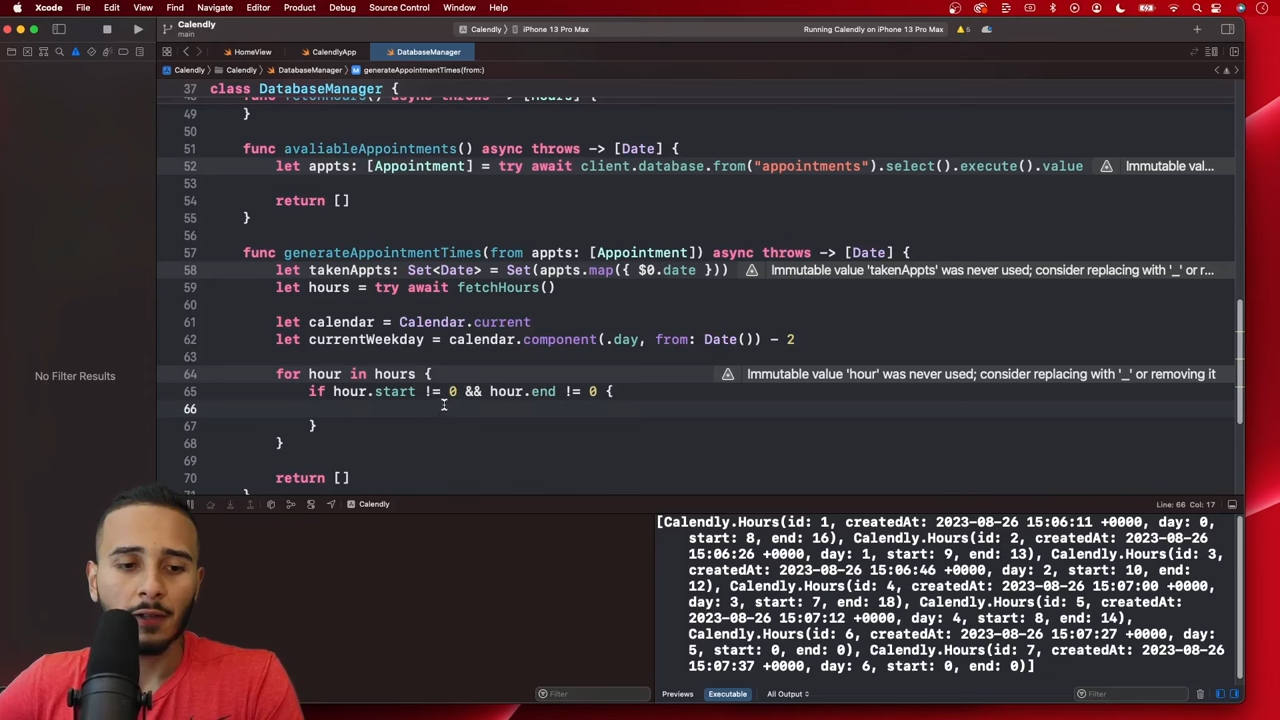 Xcode File Edit View Find Navigate Editor Product Debug Source Control Window Help
Calendly
main
Calendly iPhone 13 Pro Max
Running Calendly on iPhone 13 Pro Max 5
HomeView CalendlyApp DatabaseManager
Calendly Calendly DatabaseManager generateAppointmentTimes(from:)
37 class DatabaseManager {
48 func fetchHours() async throws -> [Hours] {
49 }
50
51 func avaliableAppointments() async throws -> [Date] {
52 let appts: [Appointment] = try await client.database.from("appointments").select().execute().value Immutable val...
53
54 return []
55 }
56
57 func generateAppointmentTimes(from appts: [Appointment]) async throws -> [Date] {
58 let takenAppts: Set<Date> = Set(appts.map({ $0.date })) Immutable value 'takenAppts' was never used; consider replacing with '_' or r...
59 let hours = try await fetchHours()
60
61 let calendar = Calendar.current
62 let currentWeekday = calendar.component(.day, from: Date()) - 2
63
64 for hour in hours { Immutable value 'hour' was never used; consider replacing with '_' or removing it
65 if hour.start != 0 && hour.end != 0 {
66
67 }
68 }
69
70 return []
71 }
No Filter Results
Calendly
Line: 66 Col: 17
[Calendly.Hours(id: 1, createdAt: 2023-08-26 15:06:11 +0000, day: 0,
start: 8, end: 16), Calendly.Hours(id: 2, createdAt: 2023-08-26
15:06:26 +0000, day: 1, start: 9, end: 13), Calendly.Hours(id: 3,
createdAt: 2023-08-26 15:06:46 +0000, day: 2, start: 10, end:
12), Calendly.Hours(id: 4, createdAt: 2023-08-26 15:07:00 +0000,
day: 3, start: 7, end: 18), Calendly.Hours(id: 5, createdAt:
2023-08-26 15:07:12 +0000, day: 4, start: 8, end: 14),
Calendly.Hours(id: 6, createdAt: 2023-08-26 15:07:27 +0000, day:
5, start: 0, end: 0), Calendly.Hours(id: 7, createdAt: 2023-08-26
15:07:37 +0000, day: 6, start: 0, end: 0)]
Filter
Previews Executable All Output
Filter